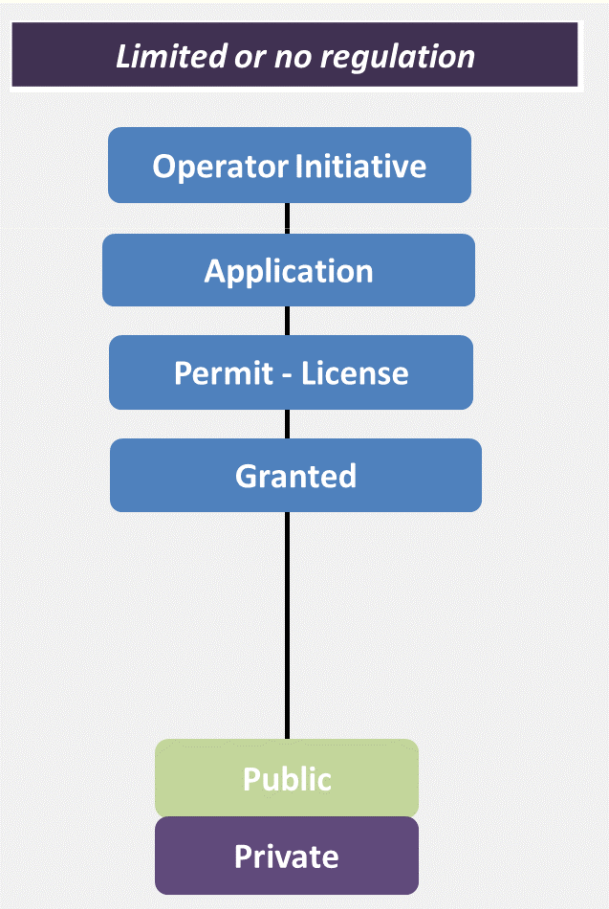 Limited or no regulation
Operator Initiative
Application
Permit - License
Granted
Public
Private